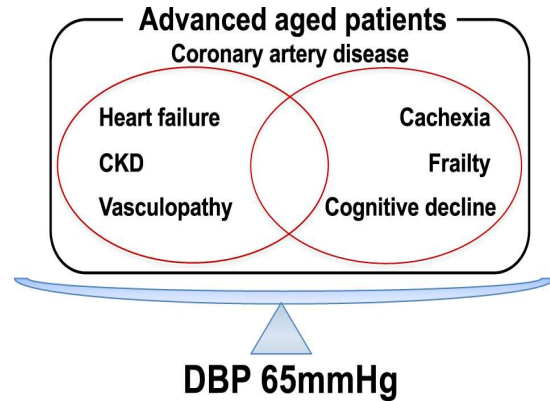 Advanced aged patients
Coronary artery disease
Heart failure
Cachexia
CKD
Frailty
Vasculopathy
Cognitive decline
DBP 65mmHg